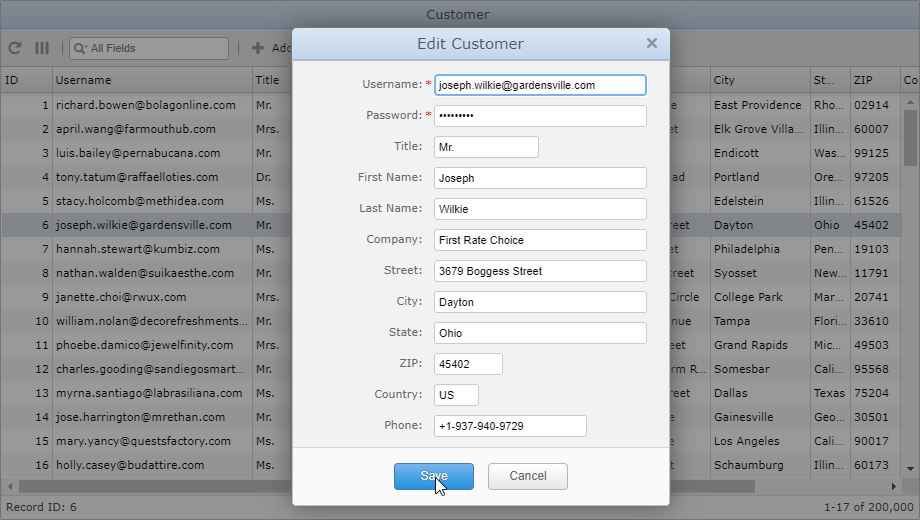 Customer
All Fields
Add
ID Username Title City St... ZIP Co
1 richard.bowen@bolagonline.com Mr. East Providence Rho... 02914
2 april.wang@farmouthub.com Mrs. Elk Grove Villa... Illin... 60007
3 luis.bailey@pernabucana.com Mr. Endicott Was... 99125
4 tony.tatum@raffaelloties.com Dr. Portland Ore... 97205
5 stacy.holcomb@methidea.com Ms. Edelstein Illin... 61526
6 joseph.wilkie@gardensville.com Mr. Dayton Ohio 45402
7 hannah.stewart@kumbiz.com Ms. Philadelphia Pen... 19103
8 nathan.walden@suikaesthe.com Mr. Syosset New... 11791
9 janette.choi@rwux.com Mrs. Circle College Park Mar... 20741
10 william.nolan@decorefreshments... Mr. Tampa Flori... 33610
11 phoebe.damico@jewelfinity.com Mrs. Grand Rapids Mic... 49503
12 charles.gooding@sandiegosmart... Mr. Somesbar Cali... 95568
13 myrna.santiago@labrasiliana.com Ms. Dallas Texas 75204
14 jose.harrington@mrethan.com Mr. Gainesville Geo... 30501
15 mary.yancy@questsfactory.com Ms. Los Angeles Cali... 90017
16 holly.casey@budattire.com Ms. Schaumburg Illin... 60173
Record ID: 6
1-17 of 200,000
Edit Customer
Username: * joseph.wilkie@gardensville.com
Password: * •••••••••
Title: Mr.
First Name: Joseph
Last Name: Wilkie
Company: First Rate Choice
Street: 3679 Boggess Street
City: Dayton
State: Ohio
ZIP: 45402
Country: US
Phone: +1-937-940-9729
Save Cancel